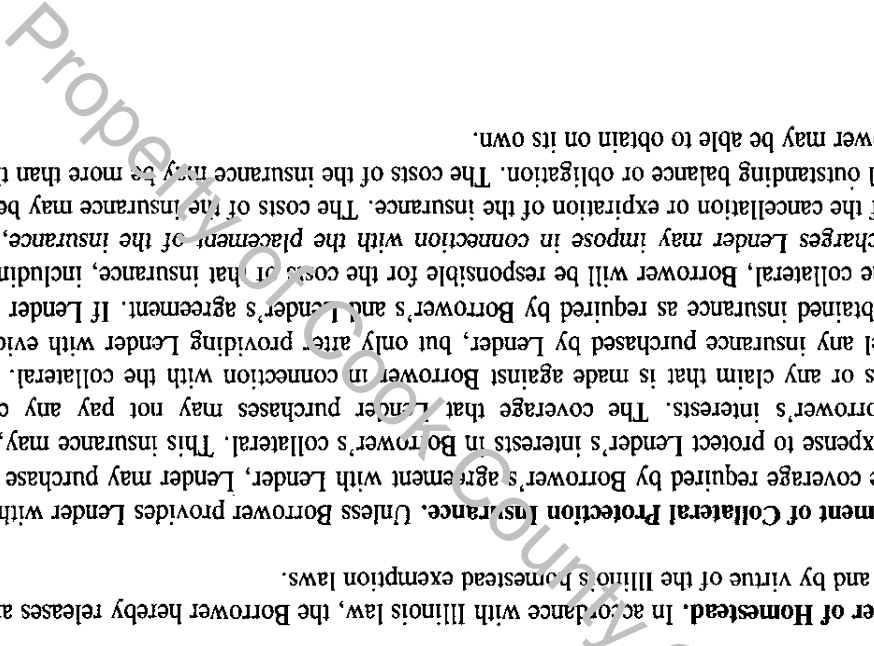 of Homestead. In accordance with Illinois law, the Borrower hereby releases
and by virtue of the Illinois homestead exemption laws.
ment of Collateral Protection Insurance. Unless Borrower provides Lender with
coverage required by Borrower's agreement with Lender, Lender may purchase
xpense to protect Lender's interests in Borrower's collateral. This insurance may,
orrower's interests. The coverage that Lender purchases may not pay any
or any claim that is made against Borrower in connection with the collateral.
any insurance purchased by Lender, but only after providing Lender with evi
btained insurance as required by Borrower's and Lender's agreement. If Lender
collateral, Borrower will be responsible for the costs of that insurance, includin
charges Lender may impose in connection with the placement of the insurance,
the cancellation or expiration of the insurance. The costs of the insurance may be
outstanding balance or obligation. The costs of the insurance may be more than
ower may be able to obtain on its own.
Property of Cook County